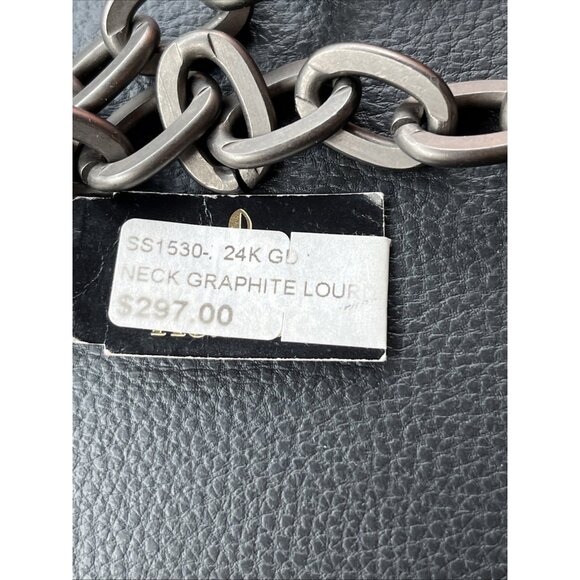 SS1530-. 24K GD
NECK GRAPHITE LOUR
$297.00